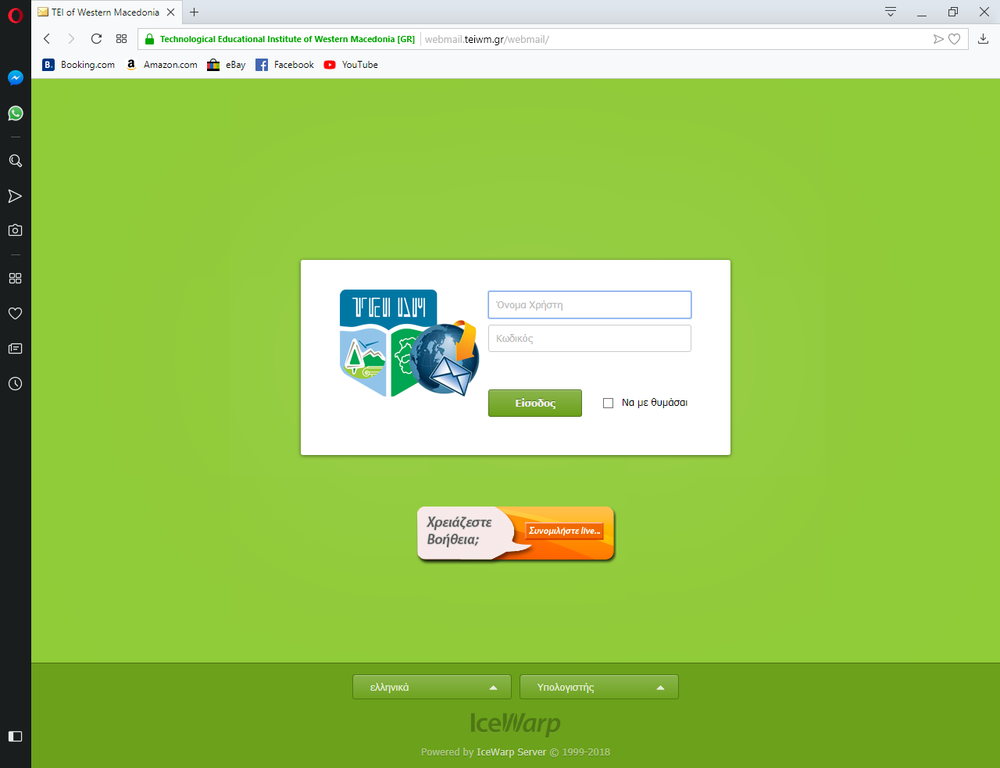 TEI of Western Macedonia
Technological Educational Institute of Western Macedonia [GR] webmail.teiwm.gr/webmail/
B. Booking.com a Amazon.com eBay Facebook YouTube
ΤΕΙ ΔΜ
Όνομα Χρήστη
Κωδικός
Είσοδος Να με θυμάσαι
Χρειάζεστε
Βοήθεια;
Συνομιλήστε live...
ελληνικά Υπολογιστής
IceWarp
Powered by IceWarp Server © 1999-2018